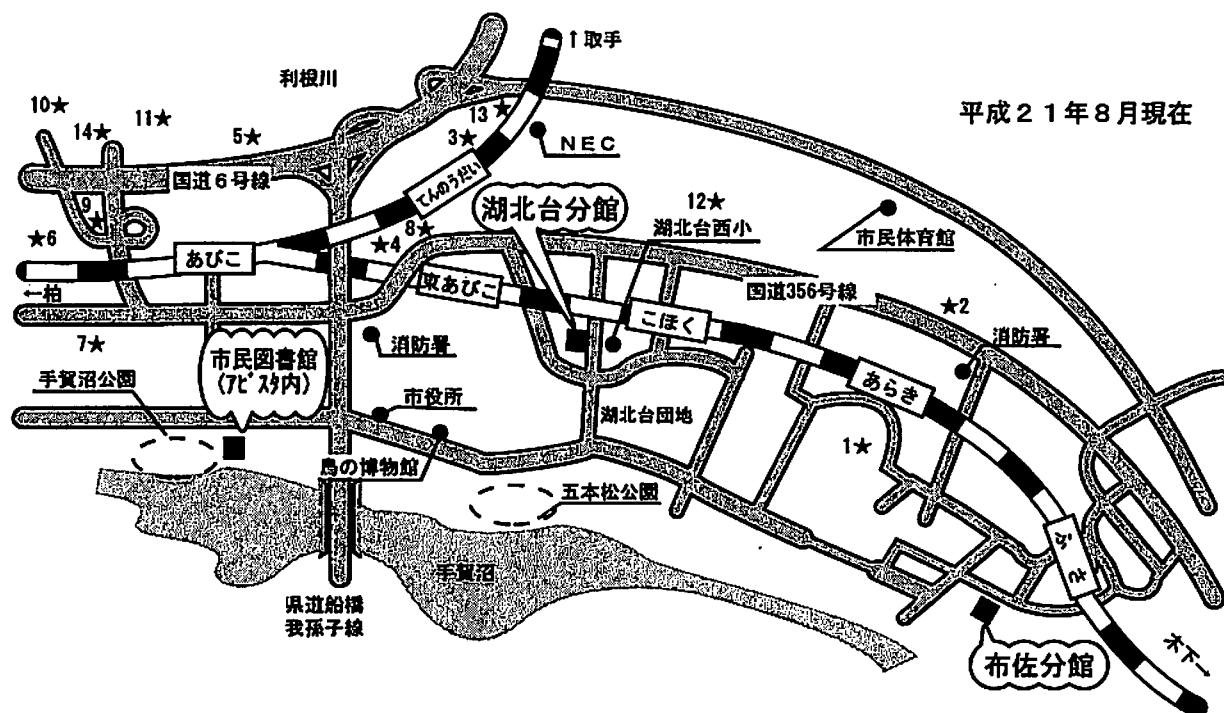 ↑取手
利根川
平成21年8月現在
10★
14★
11★
5★
13★
3★
NEC
国道6号線
てんのうだい
9★
★6
湖北台分館
12★
湖北台西小
市民体育館
8★
★4
あびこ
←柏
東あびこ
国道356号線
こほく
★2
消防署
7★
市民図書館
(アビスタ内)
消防署
あらき
手賀沼公園
市役所
湖北台団地
鳥の博物館
1★
五本松公園
ふさ
手賀沼
県道船橋
我孫子線
木下→
布佐分館